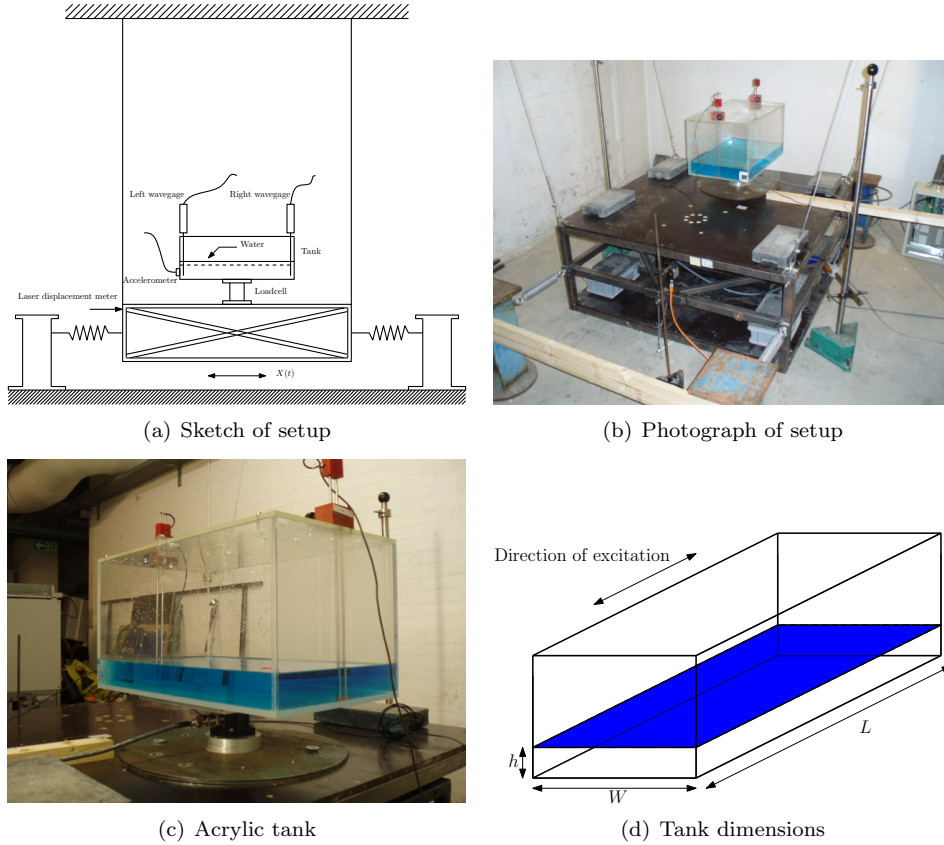 Left wavegage
Right wavegage
Water
Tank
Accelerometer
Loadcell
Laser displacement meter
X(t)
(a) Sketch of setup
(b) Photograph of setup
Direction of excitation
L
h
W
(c) Acrylic tank
(d) Tank dimensions